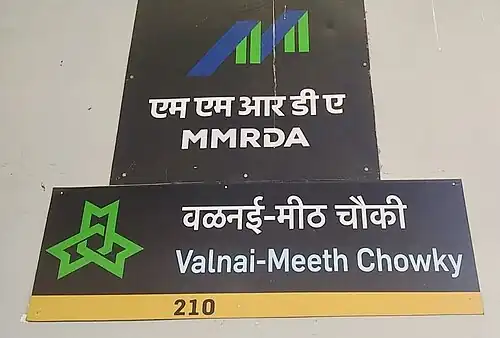 एम एम आर डी ए
MMRDA
वळनई-मीठ चौकी
Valnai-Meeth Chowky
210